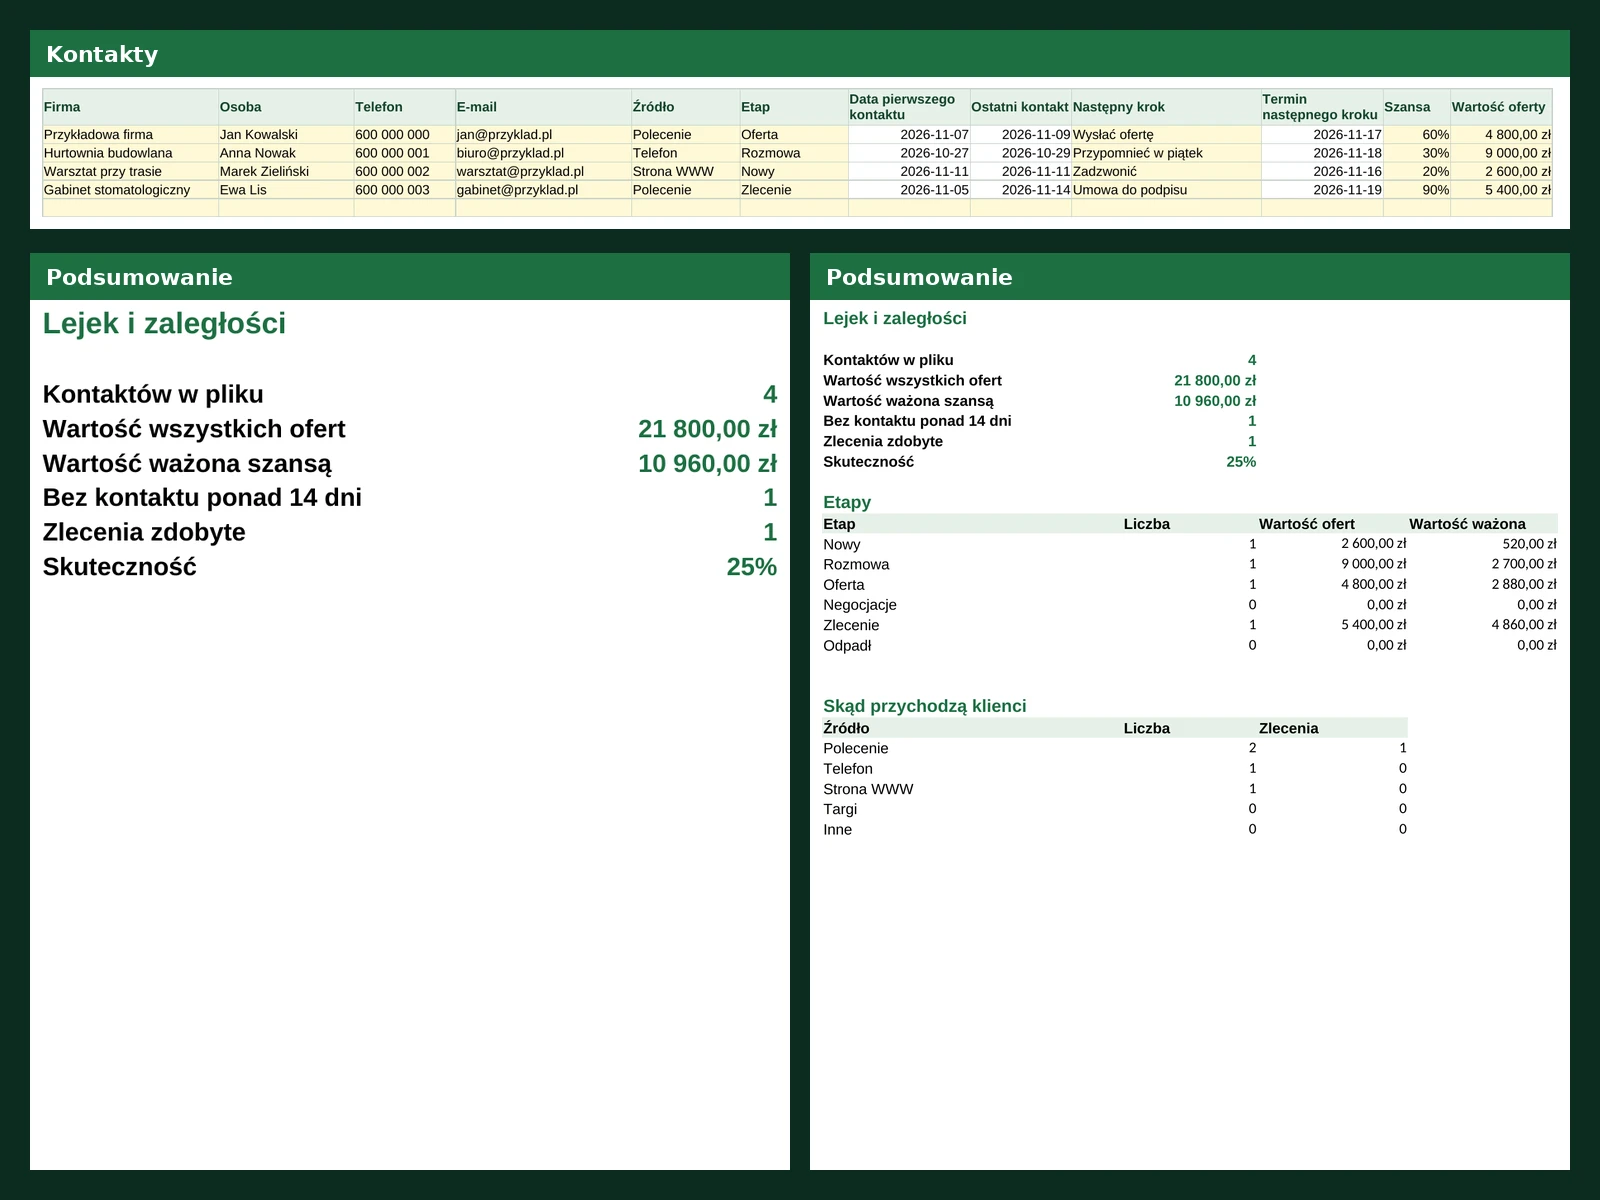 Kontakty
Firma Osoba Telefon E-mail Źródło Etap Data pierwszego kontaktu Ostatni kontakt Następny krok Termin następnego kroku Szansa Wartość oferty
Przykładowa firma Jan Kowalski 600 000 000 jan@przyklad.pl Polecenie Oferta 2026-11-07 2026-11-09 Wysłać ofertę 2026-11-17 60% 4 800,00 zł
Hurtownia budowlana Anna Nowak 600 000 001 biuro@przyklad.pl Telefon Rozmowa 2026-10-27 2026-10-29 Przypomnieć w piątek 2026-11-18 30% 9 000,00 zł
Warsztat przy trasie Marek Zieliński 600 000 002 warsztat@przyklad.pl Strona WWW Nowy 2026-11-11 2026-11-11 Zadzwonić 2026-11-16 20% 2 600,00 zł
Gabinet stomatologiczny Ewa Lis 600 000 003 gabinet@przyklad.pl Polecenie Zlecenie 2026-11-05 2026-11-14 Umowa do podpisu 2026-11-19 90% 5 400,00 zł
Podsumowanie
Lejek i zaległości
Kontaktów w pliku 4
Wartość wszystkich ofert 21 800,00 zł
Wartość ważona szansą 10 960,00 zł
Bez kontaktu ponad 14 dni 1
Zlecenia zdobyte 1
Skuteczność 25%
Podsumowanie
Lejek i zaległości
Kontaktów w pliku 4
Wartość wszystkich ofert 21 800,00 zł
Wartość ważona szansą 10 960,00 zł
Bez kontaktu ponad 14 dni 1
Zlecenia zdobyte 1
Skuteczność 25%
Etapy
Etap Liczba Wartość ofert Wartość ważona
Nowy 1 2 600,00 zł 520,00 zł
Rozmowa 1 9 000,00 zł 2 700,00 zł
Oferta 1 4 800,00 zł 2 880,00 zł
Negocjacje 0 0,00 zł 0,00 zł
Zlecenie 1 5 400,00 zł 4 860,00 zł
Odpadł 0 0,00 zł 0,00 zł
Skąd przychodzą klienci
Źródło Liczba Zlecenia
Polecenie 2 1
Telefon 1 0
Strona WWW 1 0
Targi 0 0
Inne 0 0